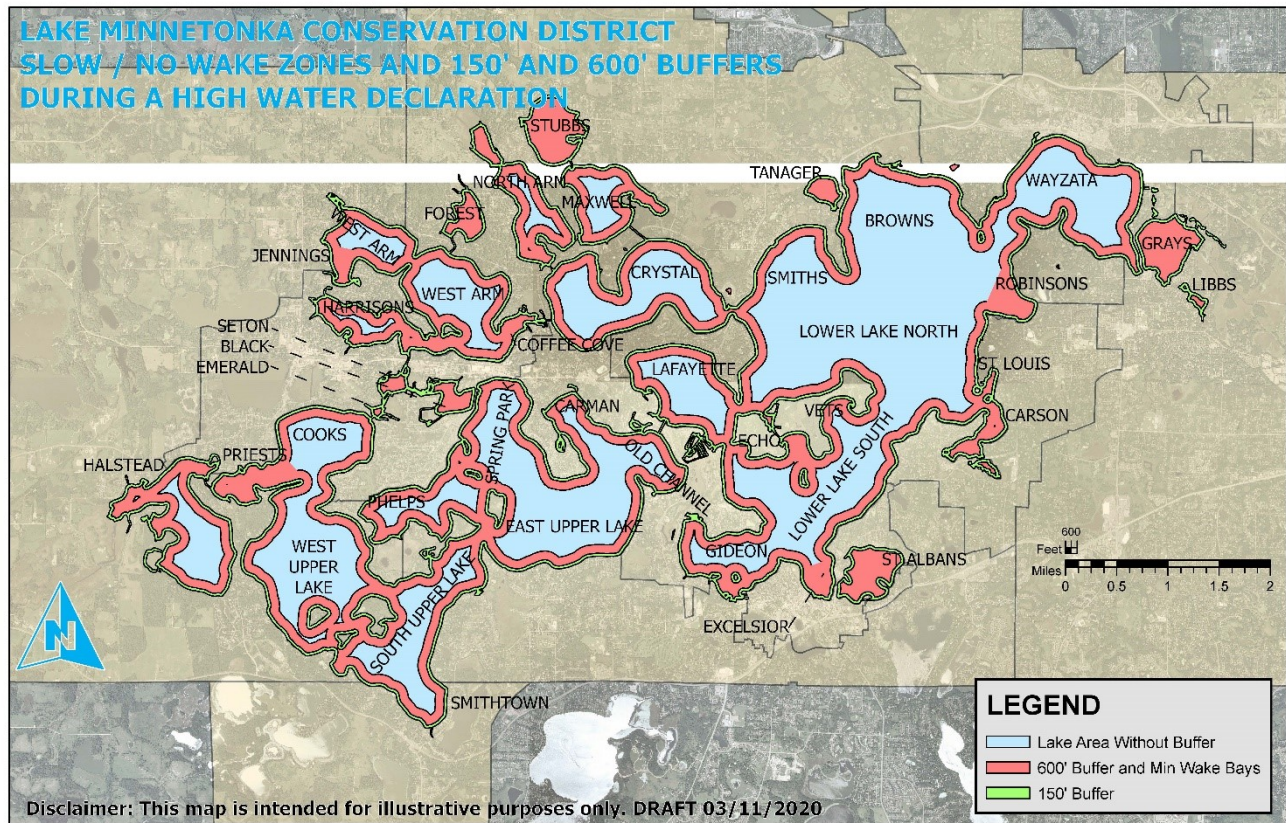 LAKE MINNETONKA CONSERVATION DISTRICT
SLOW / NO WAKE ZONES AND 150' AND 600' BUFFERS
DURING A HIGH WATER DECLARATION
STUBBS
TANAGER
NORTH ARM
WAYZATA
MAXWELL
FOREST
BROWNS
WEST ARM
GRAYS
JENNINGS
CRYSTAL
SMITHS
ROBINSONS
LIBBS
WEST ARM
HARRISONS
SETON
BLACK
EMERALD
COFFEE COVE
LOWER LAKE NORTH
ST LOUIS
LAFAYETTE
CARMAN
VETS
CARSON
SPRING PARK
COOKS
ECHO
OLD CHANNEL
HALSTEAD
PRIESTS
PHELPS
LOWER LAKE SOUTH
EAST UPPER LAKE
WEST
UPPER
LAKE
GIDEON
ST ALBANS
SOUTH UPPER LAKE
EXCELSIOR
SMITHTOWN
600
Feet
Miles
0 0.5 1 1.5 2
N
LEGEND
Lake Area Without Buffer
600' Buffer and Min Wake Bays
150' Buffer
Disclaimer: This map is intended for illustrative purposes only. DRAFT 03/11/2020